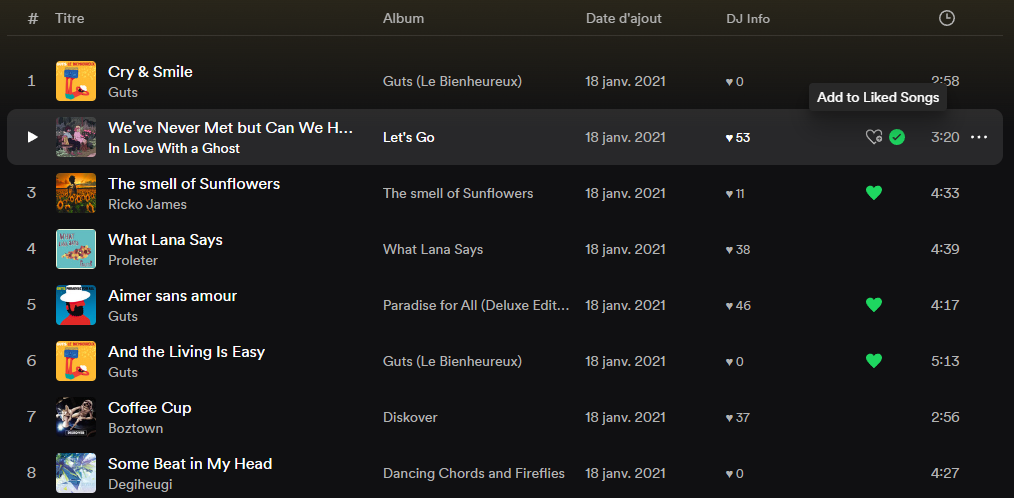 # Titre Album Date d'ajout DJ Info
1 Cry & Smile Guts (Le Bienheureux) 18 janv. 2021 ♥ 0 2:58
Guts
Add to Liked Songs
We've Never Met but Can We H... Let's Go 18 janv. 2021 ♥ 53 3:20
In Love With a Ghost
3 The smell of Sunflowers The smell of Sunflowers 18 janv. 2021 ♥ 11 4:33
Ricko James
4 What Lana Says What Lana Says 18 janv. 2021 ♥ 38 4:39
Proleter
5 Aimer sans amour Paradise for All (Deluxe Edit... 18 janv. 2021 ♥ 46 4:17
Guts
6 And the Living Is Easy Guts (Le Bienheureux) 18 janv. 2021 ♥ 0 5:13
Guts
7 Coffee Cup Diskover 18 janv. 2021 ♥ 37 2:56
Boztown
8 Some Beat in My Head Dancing Chords and Fireflies 18 janv. 2021 ♥ 0 4:27
Degiheugi